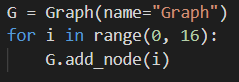 G = Graph(name="Graph")
for i in range(0, 16):
    G.add_node(i)